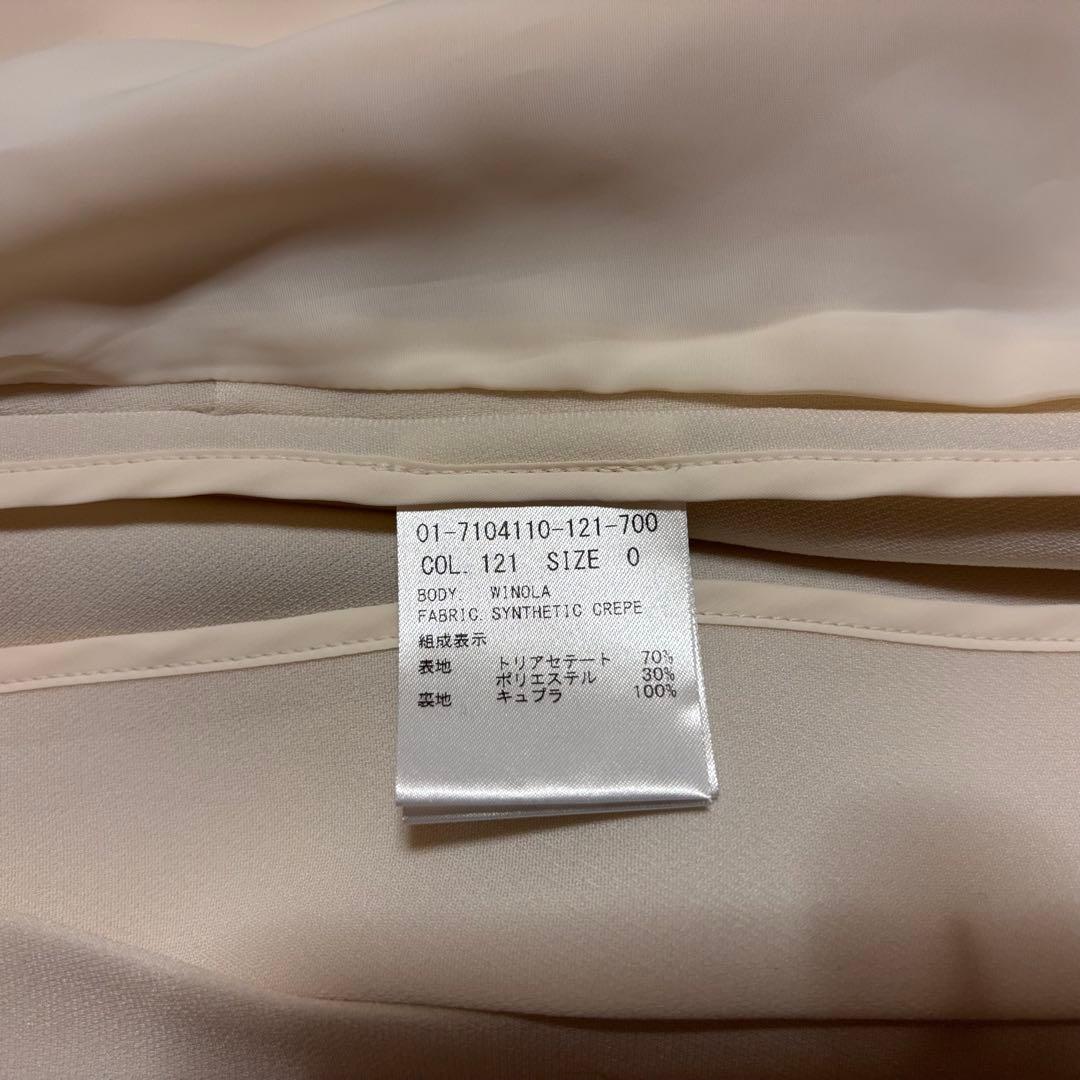 01-7104110-121-700
COL. 121 SIZE 0
BODY. WINOLA
FABRIC. SYNTHETIC CREPE
組成表示
表地 トリアセテート 70%
ポリエステル 30%
裏地 キュプラ 100%